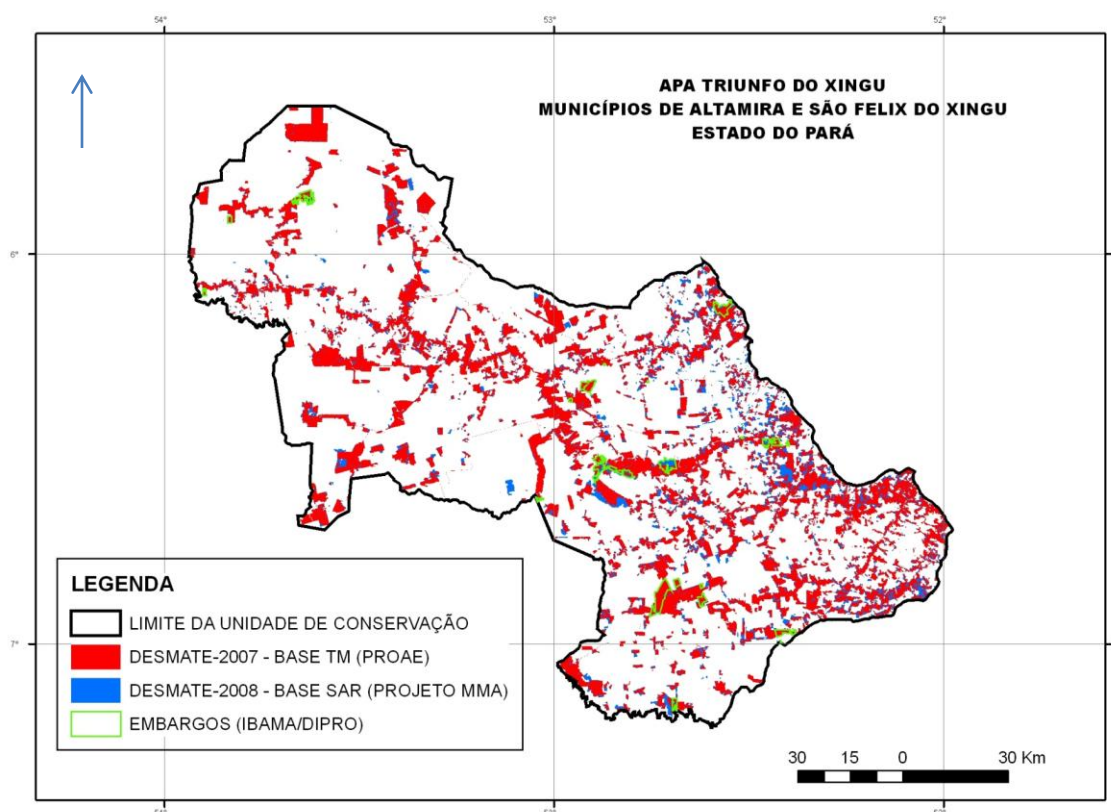 54°
53°
52°
APA TRIUNFO DO XINGU
MUNICÍPIOS DE ALTAMIRA E SÃO FELIX DO XINGU
ESTADO DO PARÁ
6°
6°
LEGENDA
LIMITE DA UNIDADE DE CONSERVAÇÃO
DESMATE-2007 - BASE TM (PROAE)
DESMATE-2008 - BASE SAR (PROJETO MMA)
EMBARGOS (IBAMA/DIPRO)
7°
7°
30 15 0 30 Km